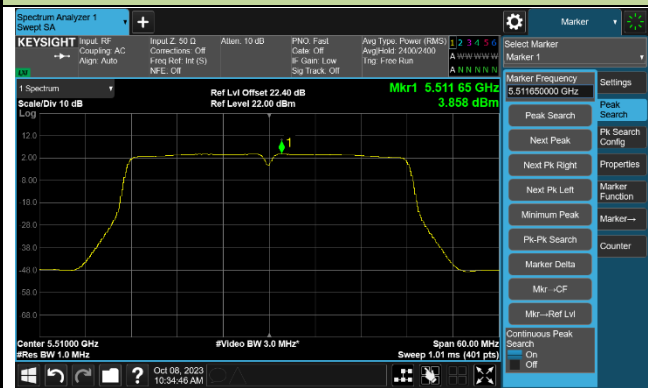 Spectrum Analyzer 1
Swept SA
Marker
KEYSIGHT
Input: RF
Coupling: AC
Align: Auto
Input Z: 50 Ω
Corrections: Off
Freq Ref: Int (S)
NFE: Off
Atten: 10 dB
PNO: Fast
Gate: Off
IF Gain: Low
Sig Track: Off
Avg Type: Power (RMS)
Avg|Hold: 2400/2400
Trig: Free Run
1 2 3 4 5 6
A W W W W W
A N N N N N
Select Marker
Marker 1
1 Spectrum
Scale/Div 10 dB
Log
Ref Lvl Offset 22.40 dB
Ref Level 22.00 dBm
Mkr1 5.511 65 GHz
3.858 dBm
Marker Frequency
5.511650000 GHz
Peak Search
Next Peak
Next Pk Right
Next Pk Left
Minimum Peak
Pk-Pk Search
Marker Delta
Mkr→CF
Mkr→Ref Lvl
Continuous Peak
Search
On
Off
Settings
Peak
Search
Pk Search
Config
Properties
Marker
Function
Marker→
Counter
12.0
2.00
-8.00
-18.0
-28.0
-38.0
-48.0
-58.0
-68.0
1
Center 5.51000 GHz
#Res BW 1.0 MHz
#Video BW 3.0 MHz*
Span 60.00 MHz
Sweep 1.01 ms (401 pts)
?
Oct 08, 2023
10:34:46 AM